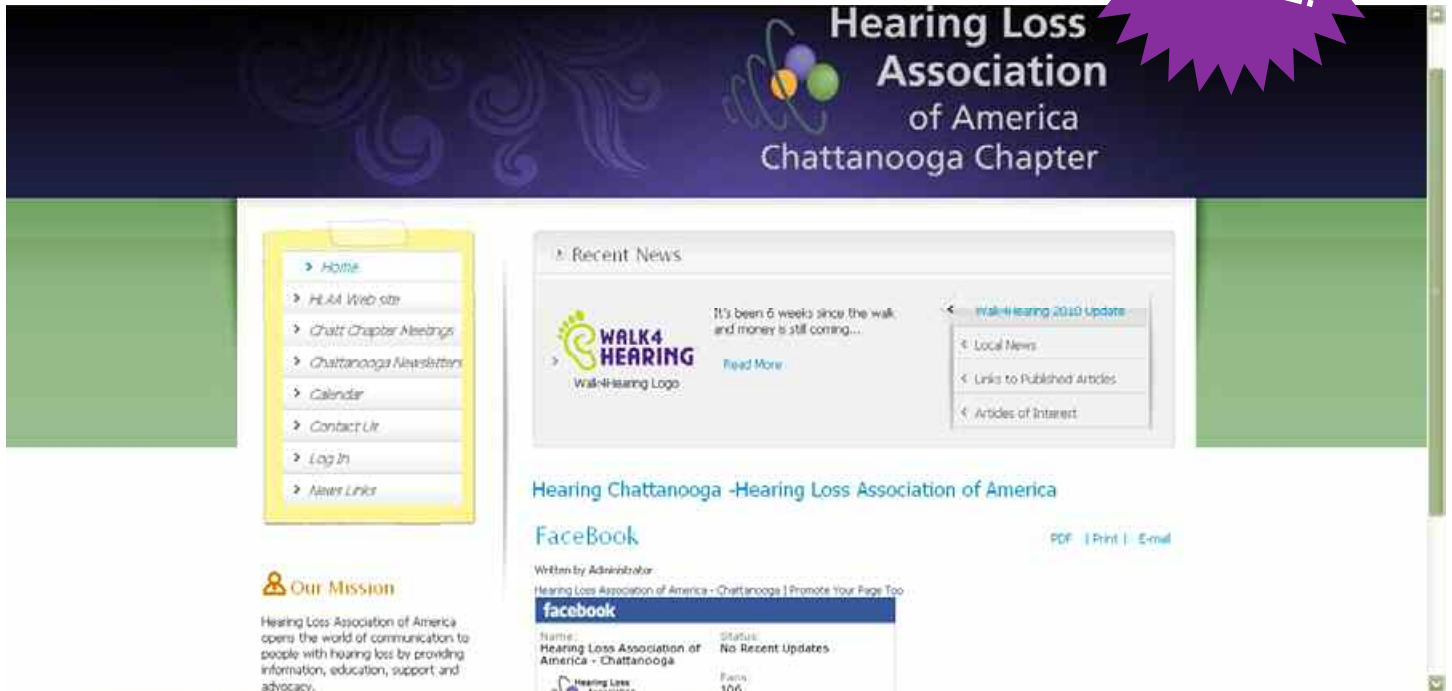 Hearing Loss
Association
of America
Chattanooga Chapter
Home
HLAA Web site
Chatt Chapter Meetings
Chattanooga Newsletters
Calendar
Contact Us
Log In
News Links
Recent News
WALK4
HEARING
Walk4Hearing Logo
It's been 6 weeks since the walk
and money is still coming...
Read More
Walk4Hearing 2010 Update
Local News
Links to Published Articles
Articles of Interest
Hearing Chattanooga -Hearing Loss Association of America
FaceBook
PDF | Print | E-mail
Written by Administrator
Hearing Loss Association of America - Chattanooga | Promote Your Page Too
facebook
Name:
Hearing Loss Association of
America - Chattanooga
Status:
No Recent Updates
Fans:
106
Hearing Loss
Our Mission
Hearing Loss Association of America
opens the world of communication to
people with hearing loss by providing
information, education, support and
advocacy.